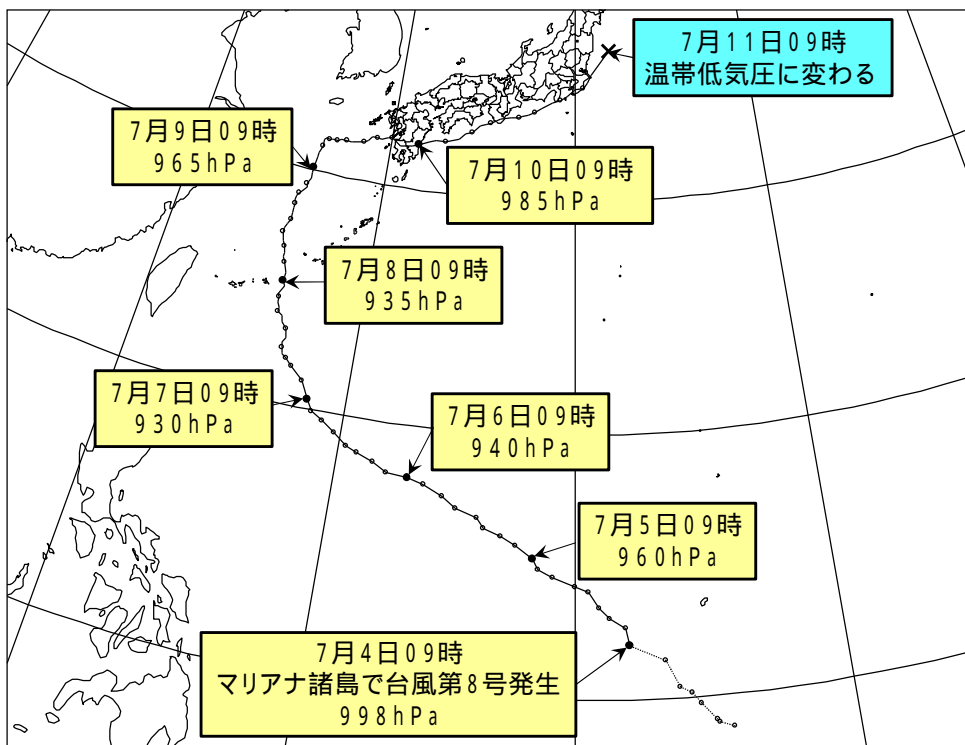 7月11日09時
温帯低気圧に変わる
7月9日09時
965hPa
7月10日09時
985hPa
7月8日09時
935hPa
7月7日09時
930hPa
7月6日09時
940hPa
7月5日09時
960hPa
7月4日09時
マリアナ諸島で台風第8号発生
998hPa